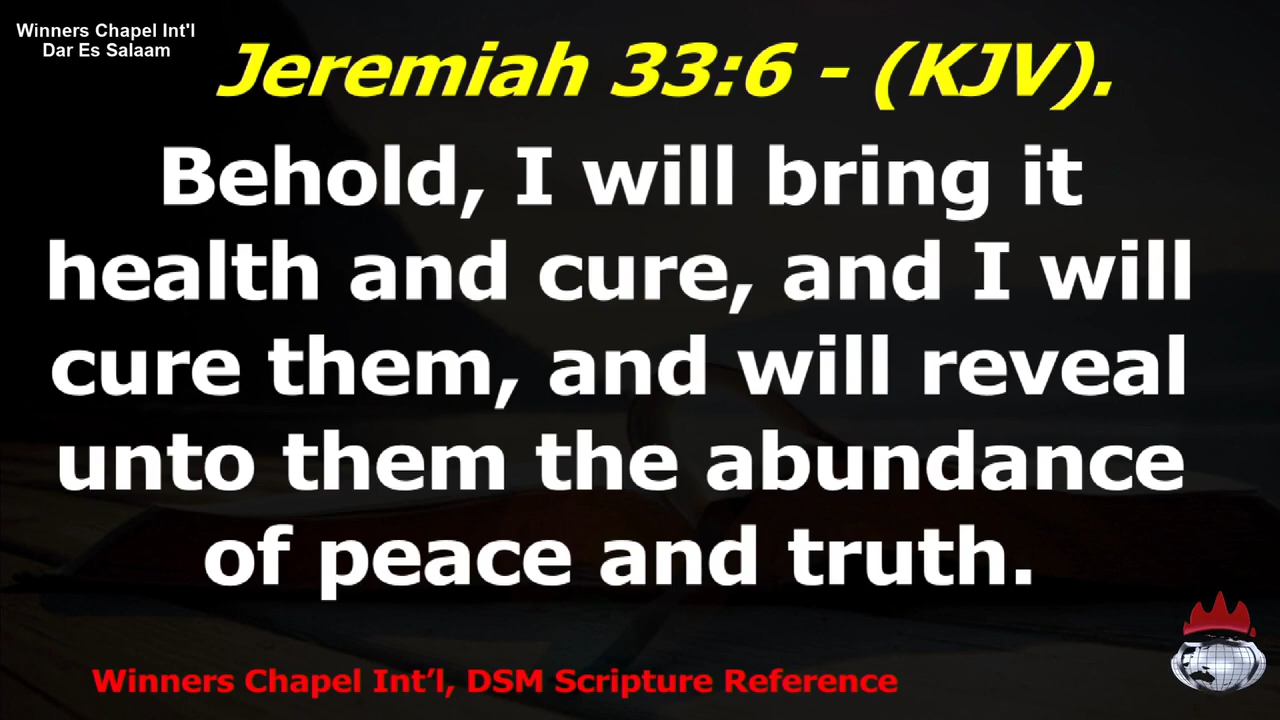 Winners Chapel Int'l
Dar Es Salaam
Jeremiah 33:6 - (KJV).
Behold, I will bring it
health and cure, and I will
cure them, and will reveal
unto them the abundance
of peace and truth.
Winners Chapel Int’l, DSM Scripture Reference